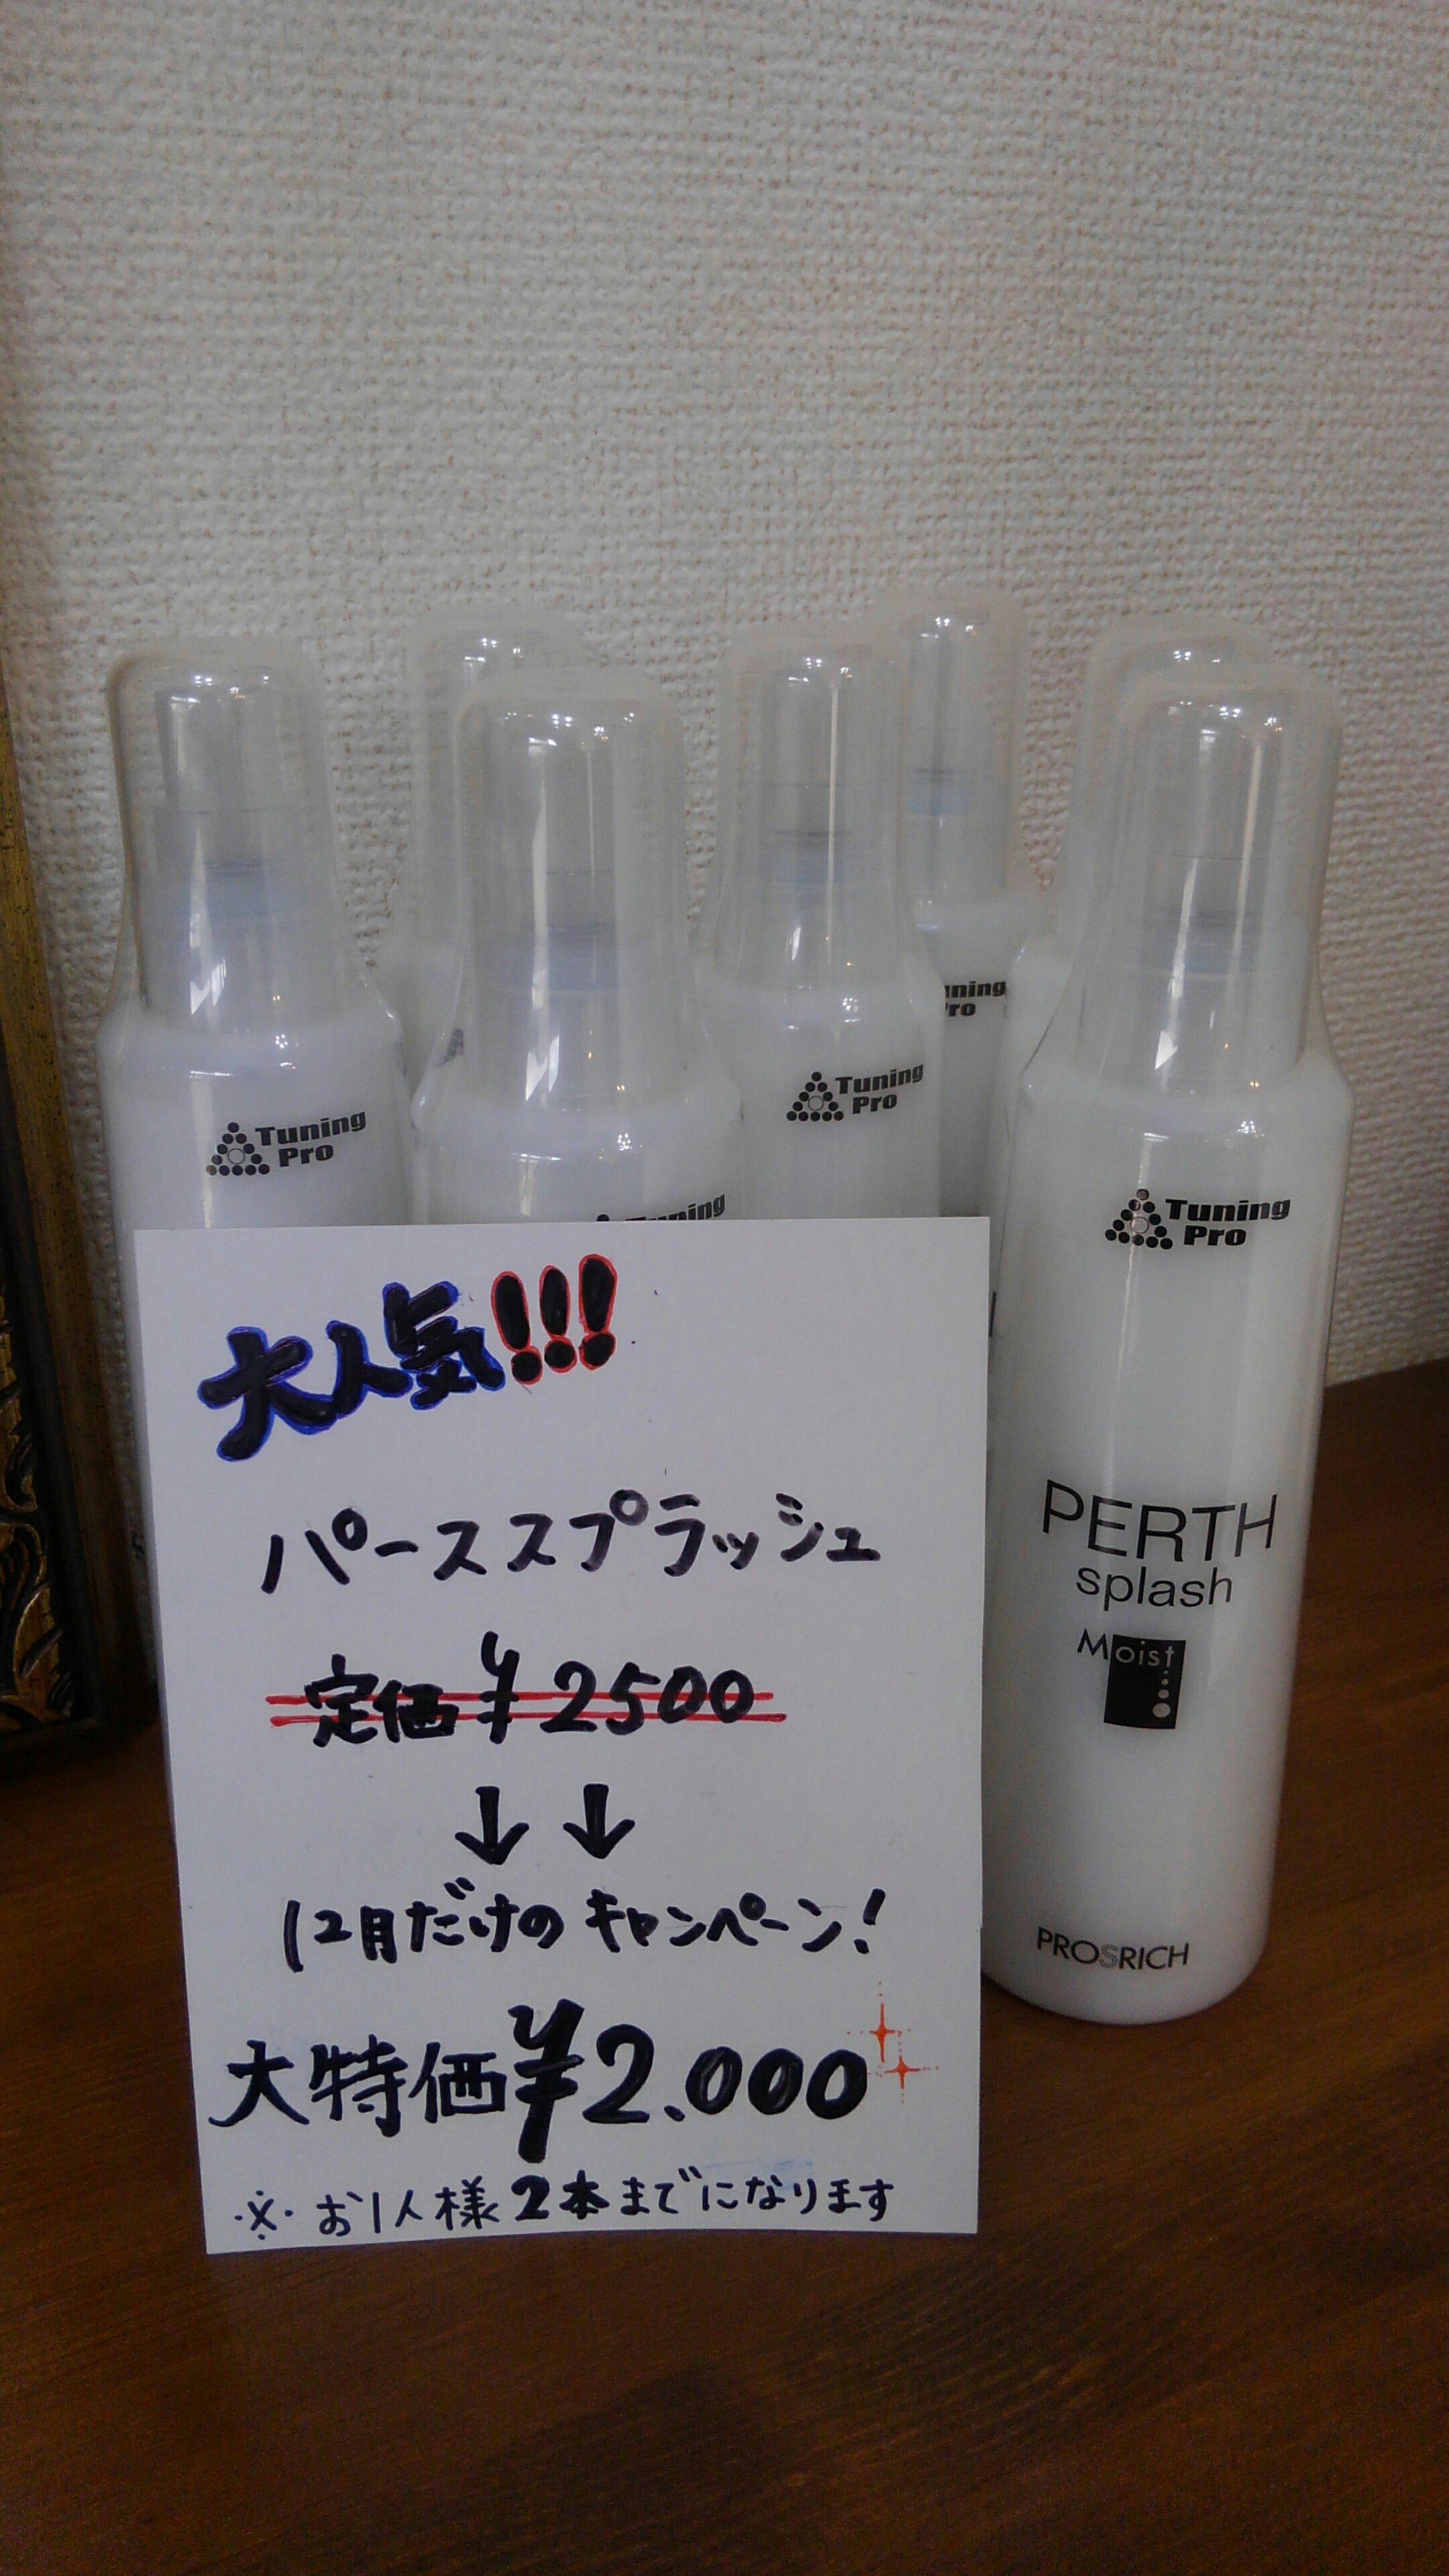 Tuning
Pro
Tuning
Pro
Tuning
Pro
PERTH
splash
Moist
PROSRICH
大人気!!!
パーススプラッシュ
定価¥2500
↓↓
12月だけのキャンペーン!
大特価¥2.000
※お1人様2本までになります